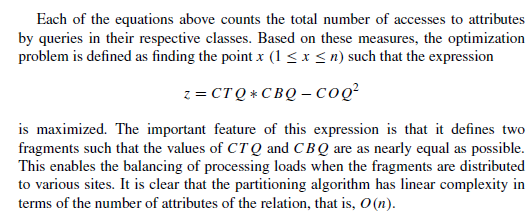 Each of the equations above counts the total number of accesses to attributes
by queries in their respective classes. Based on these measures, the optimization
problem is defined as finding the point x (1 ≤ x ≤ n) such that the expression
z = CTQ ∗ CBQ − COQ²
is maximized. The important feature of this expression is that it defines two
fragments such that the values of CTQ and CBQ are as nearly equal as possible.
This enables the balancing of processing loads when the fragments are distributed
to various sites. It is clear that the partitioning algorithm has linear complexity in
terms of the number of attributes of the relation, that is, O(n).